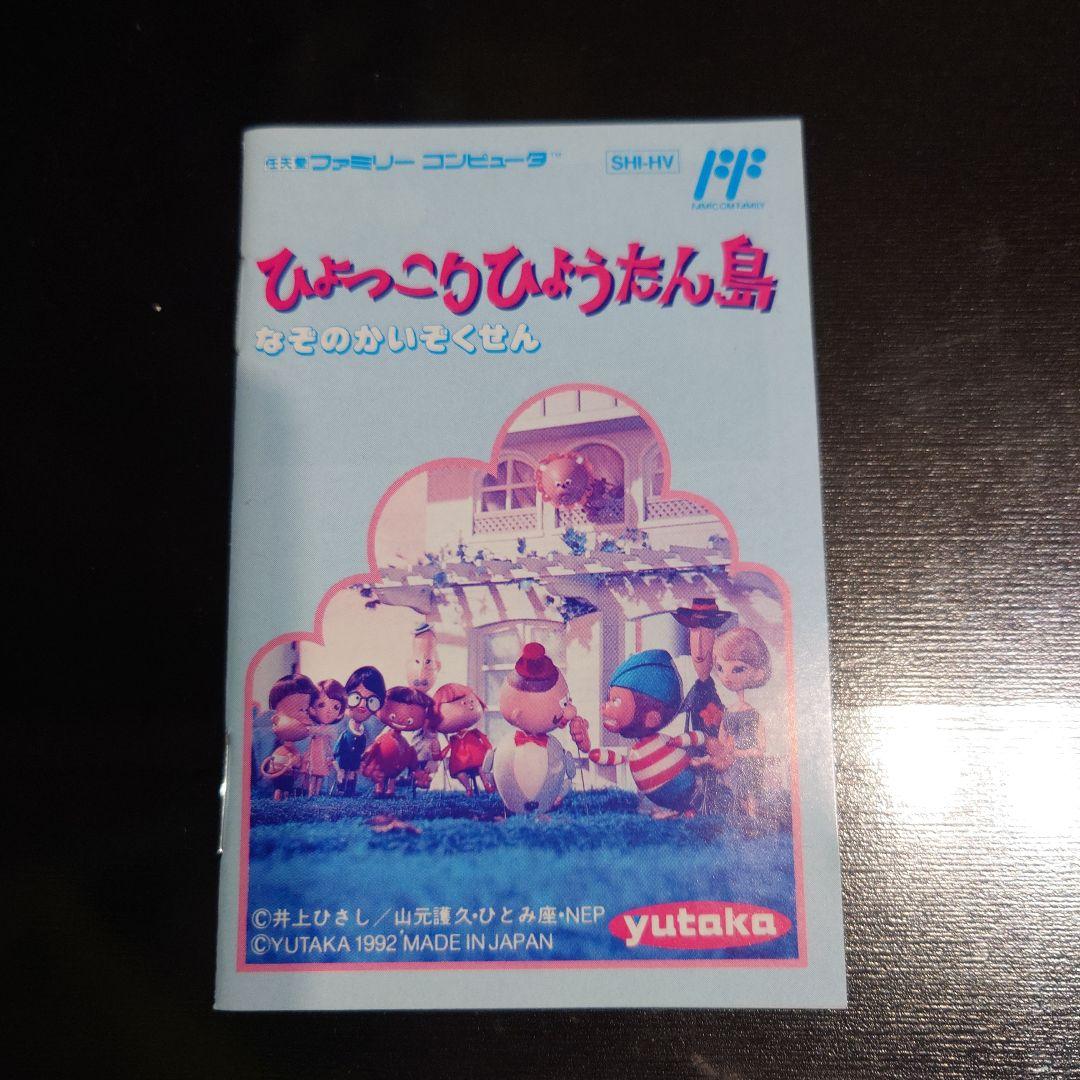 任天堂 ファミリー コンピュータ™
SHI-HV
FAMICOM FAMILY
ひょっこりひょうたん島
なぞのかいぞくせん
©井上ひさし/山元護久・ひとみ座・NEP
©YUTAKA 1992 MADE IN JAPAN
yutaka